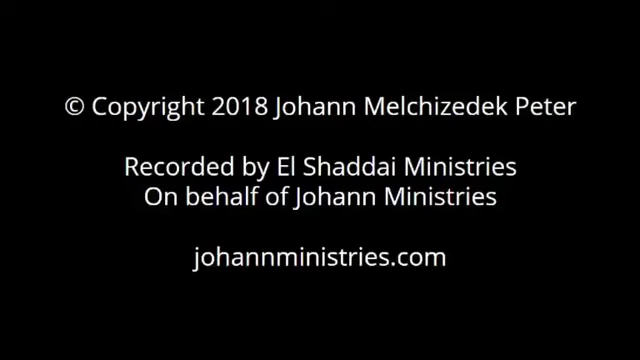 © Copyright 2018 Johann Melchizedek Peter
Recorded by El Shaddai Ministries
On behalf of Johann Ministries
johannministries.com